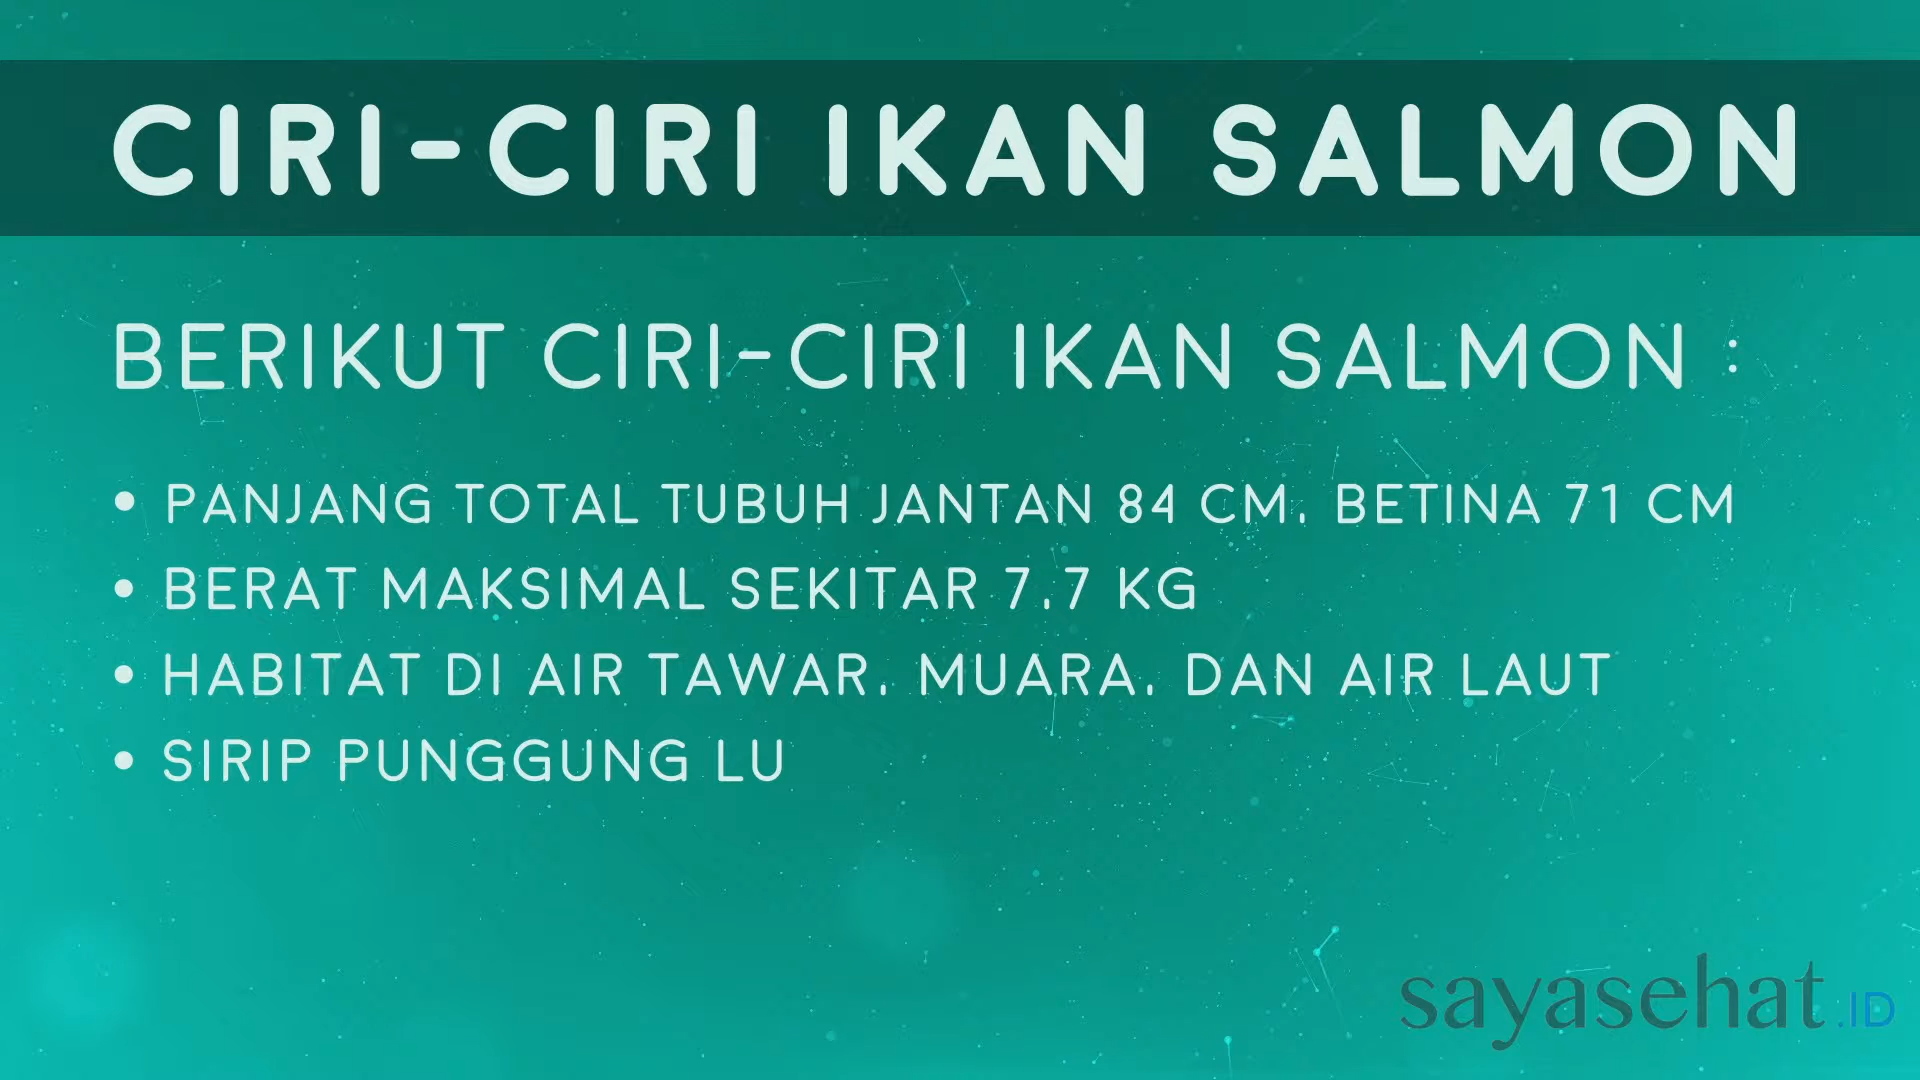 CIRI-CIRI IKAN SALMON
BERIKUT CIRI-CIRI IKAN SALMON :
• PANJANG TOTAL TUBUH JANTAN 84 CM, BETINA 71 CM
• BERAT MAKSIMAL SEKITAR 7,7 KG
• HABITAT DI AIR TAWAR, MUARA, DAN AIR LAUT
• SIRIP PUNGGUNG LU
sayasehat.ID